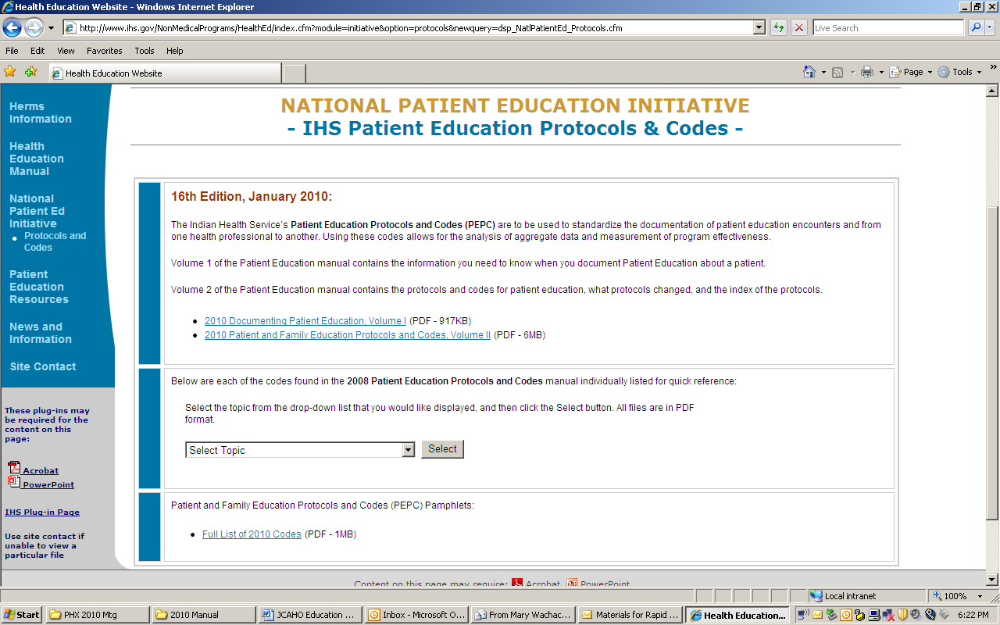 Health Education Website - Windows Internet Explorer
http://www.ihs.gov/NonMedicalPrograms/HealthEd/index.cfm?module=initiative&option=protocols&newquery=dsp_NatlPatientEd_Protocols.cfm
Live Search
File Edit View Favorites Tools Help
Health Education Website
Page Tools
Herms
Information
Health
Education
Manual
National
Patient Ed
Initiative
Protocols and
Codes
Patient
Education
Resources
News and
Information
Site Contact
These plug-ins may
be required for the
content on this
page:
Acrobat
PowerPoint
IHS Plug-in Page
Use site contact if
unable to view a
particular file
NATIONAL PATIENT EDUCATION INITIATIVE
- IHS Patient Education Protocols & Codes -
16th Edition, January 2010:
The Indian Health Service's Patient Education Protocols and Codes (PEPC) are to be used to standardize the documentation of patient education encounters and from
one health professional to another. Using these codes allows for the analysis of aggregate data and measurement of program effectiveness.
Volume 1 of the Patient Education manual contains the information you need to know when you document Patient Education about a patient.
Volume 2 of the Patient Education manual contains the protocols and codes for patient education, what protocols changed, and the index of the protocols.
• 2010 Documenting Patient Education, Volume I (PDF - 917KB)
• 2010 Patient and Family Education Protocols and Codes, Volume II (PDF - 6MB)
Below are each of the codes found in the 2008 Patient Education Protocols and Codes manual individually listed for quick reference:
Select the topic from the drop-down list that you would like displayed, and then click the Select button. All files are in PDF
format.
Select Topic Select
Patient and Family Education Protocols and Codes (PEPC) Pamphlets:
• Full List of 2010 Codes (PDF - 1MB)
Content on this page may require: Acrobat PowerPoint
Local intranet 100%
Start PHX 2010 Mtg 2010 Manual JCAHO Education ... Inbox - Microsoft O... From Mary Wachac... Materials for Rapid ... Health Education... 6:22 PM